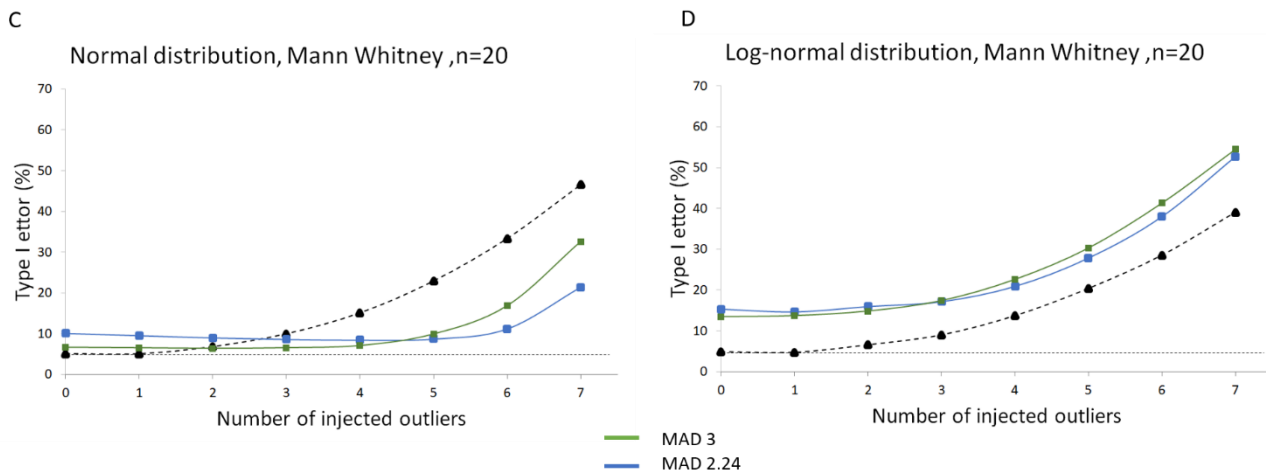 C
Normal distribution, Mann Whitney ,n=20
70
60
50
40
30
20
10
0
Type I ettor (%)
0 1 2 3 4 5 6 7
Number of injected outliers
D
Log-normal distribution, Mann Whitney ,n=20
70
60
50
40
30
20
10
0
Type I ettor (%)
0 1 2 3 4 5 6 7
Number of injected outliers
MAD 3
MAD 2.24